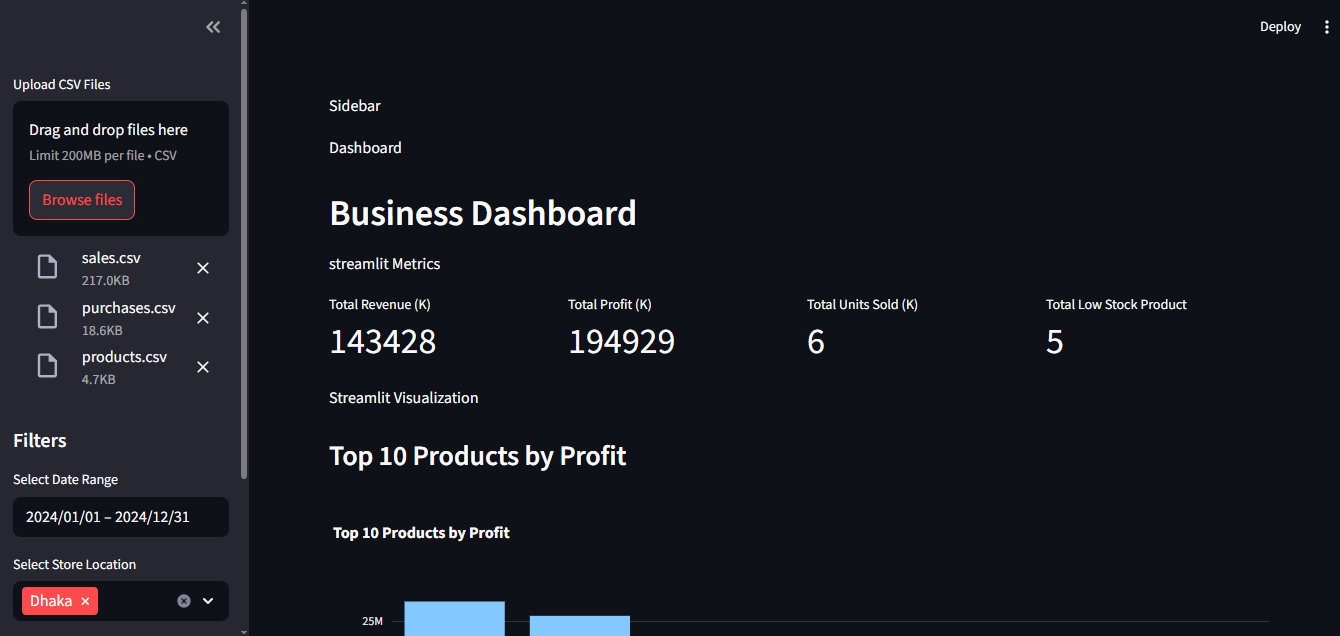 Deploy
Upload CSV Files
Drag and drop files here
Limit 200MB per file • CSV
Browse files
sales.csv
217.0KB
purchases.csv
18.6KB
products.csv
4.7KB
Filters
Select Date Range
2024/01/01 – 2024/12/31
Select Store Location
Dhaka
Sidebar
Dashboard
Business Dashboard
streamlit Metrics
Total Revenue (K)
143428
Total Profit (K)
194929
Total Units Sold (K)
6
Total Low Stock Product
5
Streamlit Visualization
Top 10 Products by Profit
Top 10 Products by Profit
25M